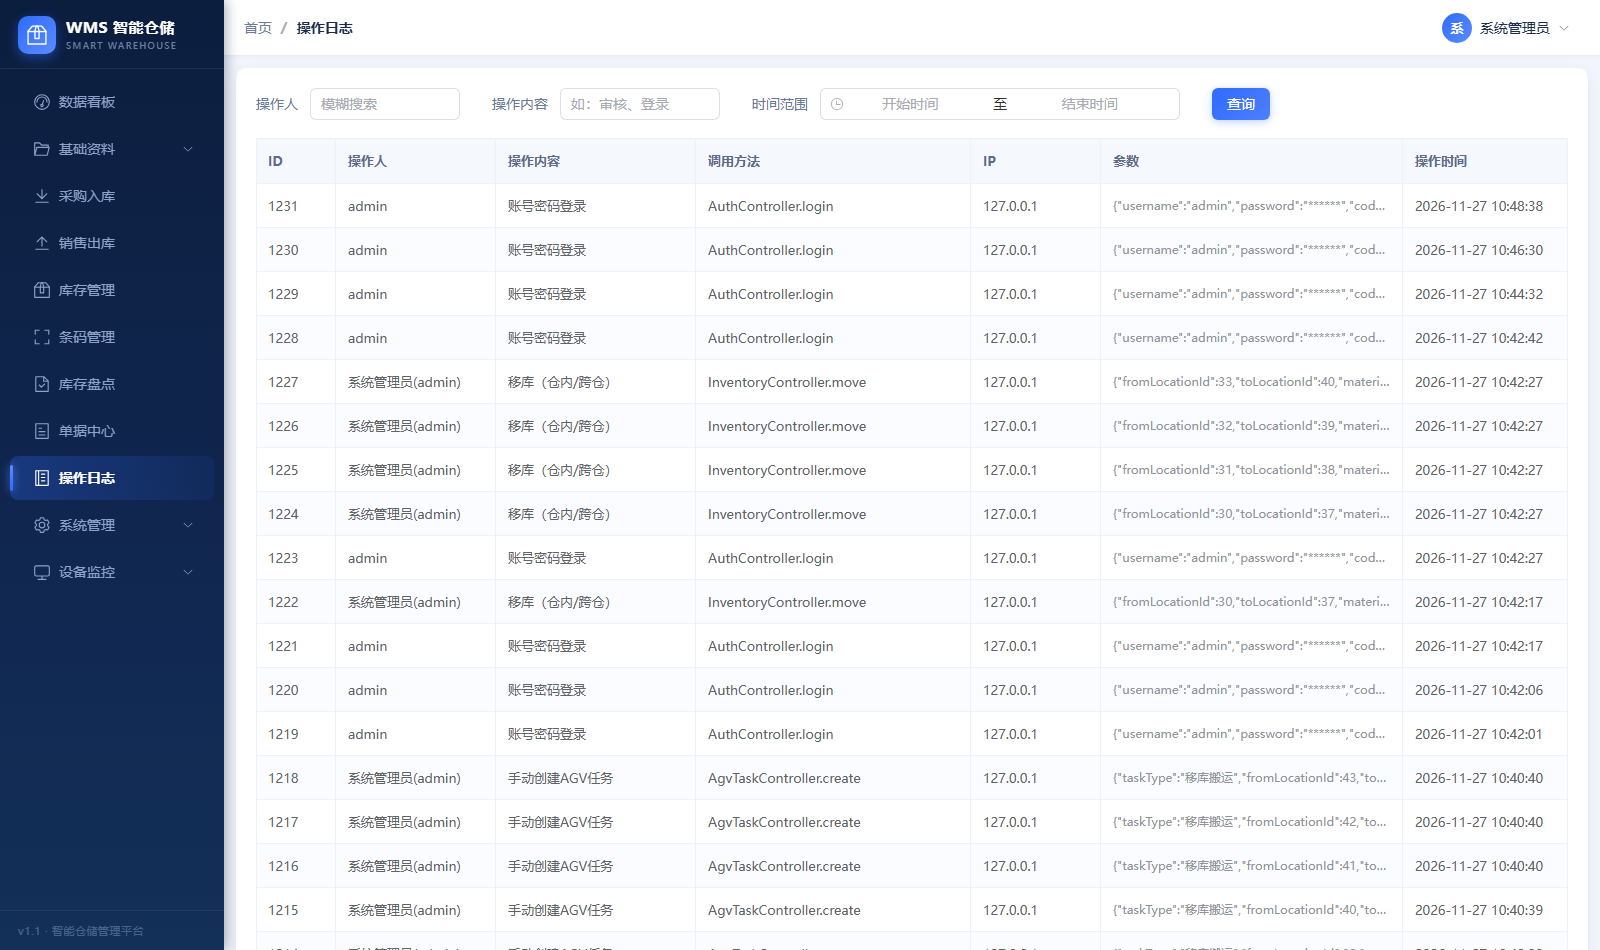 WMS 智能仓储
SMART WAREHOUSE
首页 / 操作日志
系 系统管理员
数据看板
基础资料
采购入库
销售出库
库存管理
条码管理
库存盘点
单据中心
操作日志
系统管理
设备监控
v1.1 · 智能仓储管理平台
操作人 模糊搜索 操作内容 如：审核、登录 时间范围 开始时间 至 结束时间 查询
ID 操作人 操作内容 调用方法 IP 参数 操作时间
1231 admin 账号密码登录 AuthController.login 127.0.0.1 {"username":"admin","password":"******","cod... 2026-11-27 10:48:38
1230 admin 账号密码登录 AuthController.login 127.0.0.1 {"username":"admin","password":"******","cod... 2026-11-27 10:46:30
1229 admin 账号密码登录 AuthController.login 127.0.0.1 {"username":"admin","password":"******","cod... 2026-11-27 10:44:32
1228 admin 账号密码登录 AuthController.login 127.0.0.1 {"username":"admin","password":"******","cod... 2026-11-27 10:42:42
1227 系统管理员(admin) 移库（仓内/跨仓） InventoryController.move 127.0.0.1 {"fromLocationId":33,"toLocationId":40,"materi... 2026-11-27 10:42:27
1226 系统管理员(admin) 移库（仓内/跨仓） InventoryController.move 127.0.0.1 {"fromLocationId":32,"toLocationId":39,"materi... 2026-11-27 10:42:27
1225 系统管理员(admin) 移库（仓内/跨仓） InventoryController.move 127.0.0.1 {"fromLocationId":31,"toLocationId":38,"materi... 2026-11-27 10:42:27
1224 系统管理员(admin) 移库（仓内/跨仓） InventoryController.move 127.0.0.1 {"fromLocationId":30,"toLocationId":37,"materi... 2026-11-27 10:42:27
1223 admin 账号密码登录 AuthController.login 127.0.0.1 {"username":"admin","password":"******","cod... 2026-11-27 10:42:27
1222 系统管理员(admin) 移库（仓内/跨仓） InventoryController.move 127.0.0.1 {"fromLocationId":30,"toLocationId":37,"materi... 2026-11-27 10:42:17
1221 admin 账号密码登录 AuthController.login 127.0.0.1 {"username":"admin","password":"******","cod... 2026-11-27 10:42:17
1220 admin 账号密码登录 AuthController.login 127.0.0.1 {"username":"admin","password":"******","cod... 2026-11-27 10:42:06
1219 admin 账号密码登录 AuthController.login 127.0.0.1 {"username":"admin","password":"******","cod... 2026-11-27 10:42:01
1218 系统管理员(admin) 手动创建AGV任务 AgvTaskController.create 127.0.0.1 {"taskType":"移库搬运","fromLocationId":43,"to... 2026-11-27 10:40:40
1217 系统管理员(admin) 手动创建AGV任务 AgvTaskController.create 127.0.0.1 {"taskType":"移库搬运","fromLocationId":42,"to... 2026-11-27 10:40:40
1216 系统管理员(admin) 手动创建AGV任务 AgvTaskController.create 127.0.0.1 {"taskType":"移库搬运","fromLocationId":41,"to... 2026-11-27 10:40:40
1215 系统管理员(admin) 手动创建AGV任务 AgvTaskController.create 127.0.0.1 {"taskType":"移库搬运","fromLocationId":40,"to... 2026-11-27 10:40:39